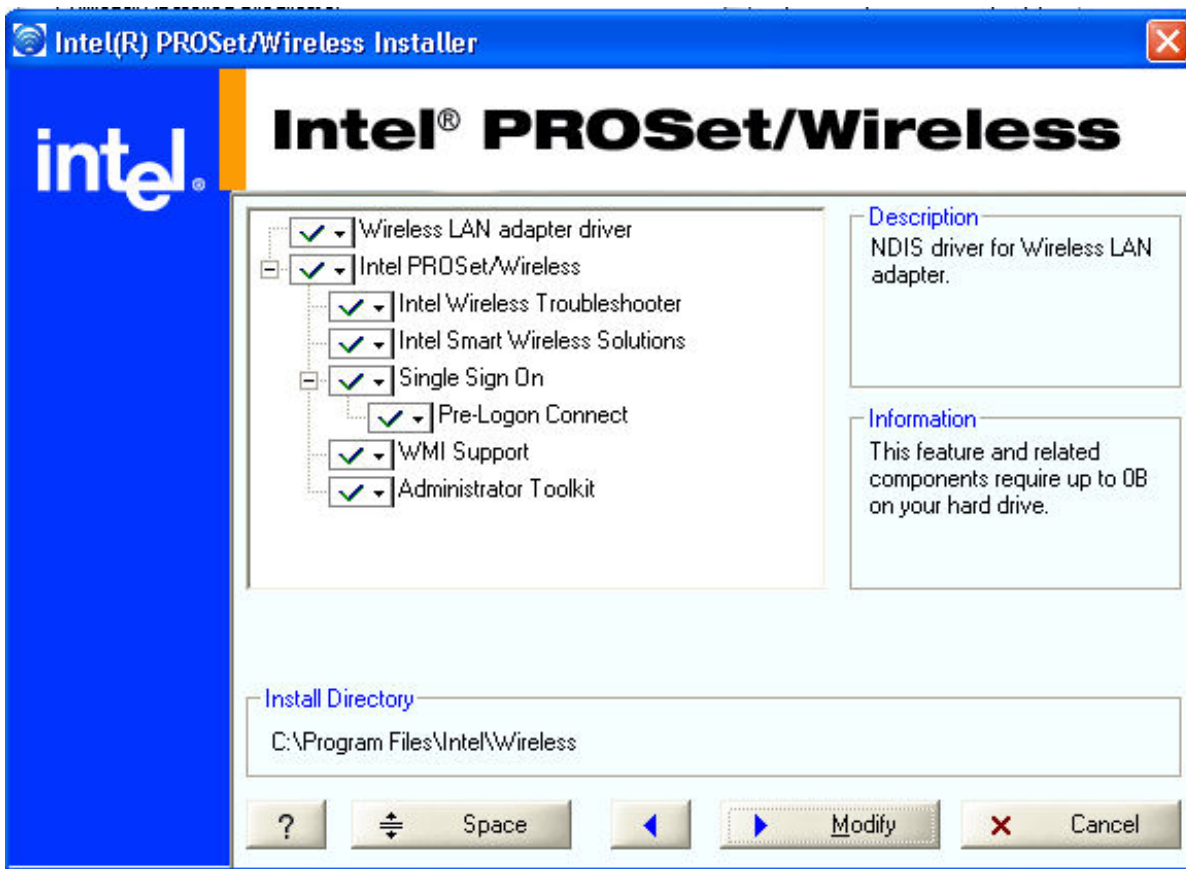 Intel(R) PROSet/Wireless Installer
intel®
Intel® PROSet/Wireless
Wireless LAN adapter driver
Intel PROSet/Wireless
Intel Wireless Troubleshooter
Intel Smart Wireless Solutions
Single Sign On
Pre-Logon Connect
WMI Support
Administrator Toolkit
Description
NDIS driver for Wireless LAN
adapter.
Information
This feature and related
components require up to 0B
on your hard drive.
Install Directory
C:\Program Files\Intel\Wireless
?
Space
Modify
Cancel